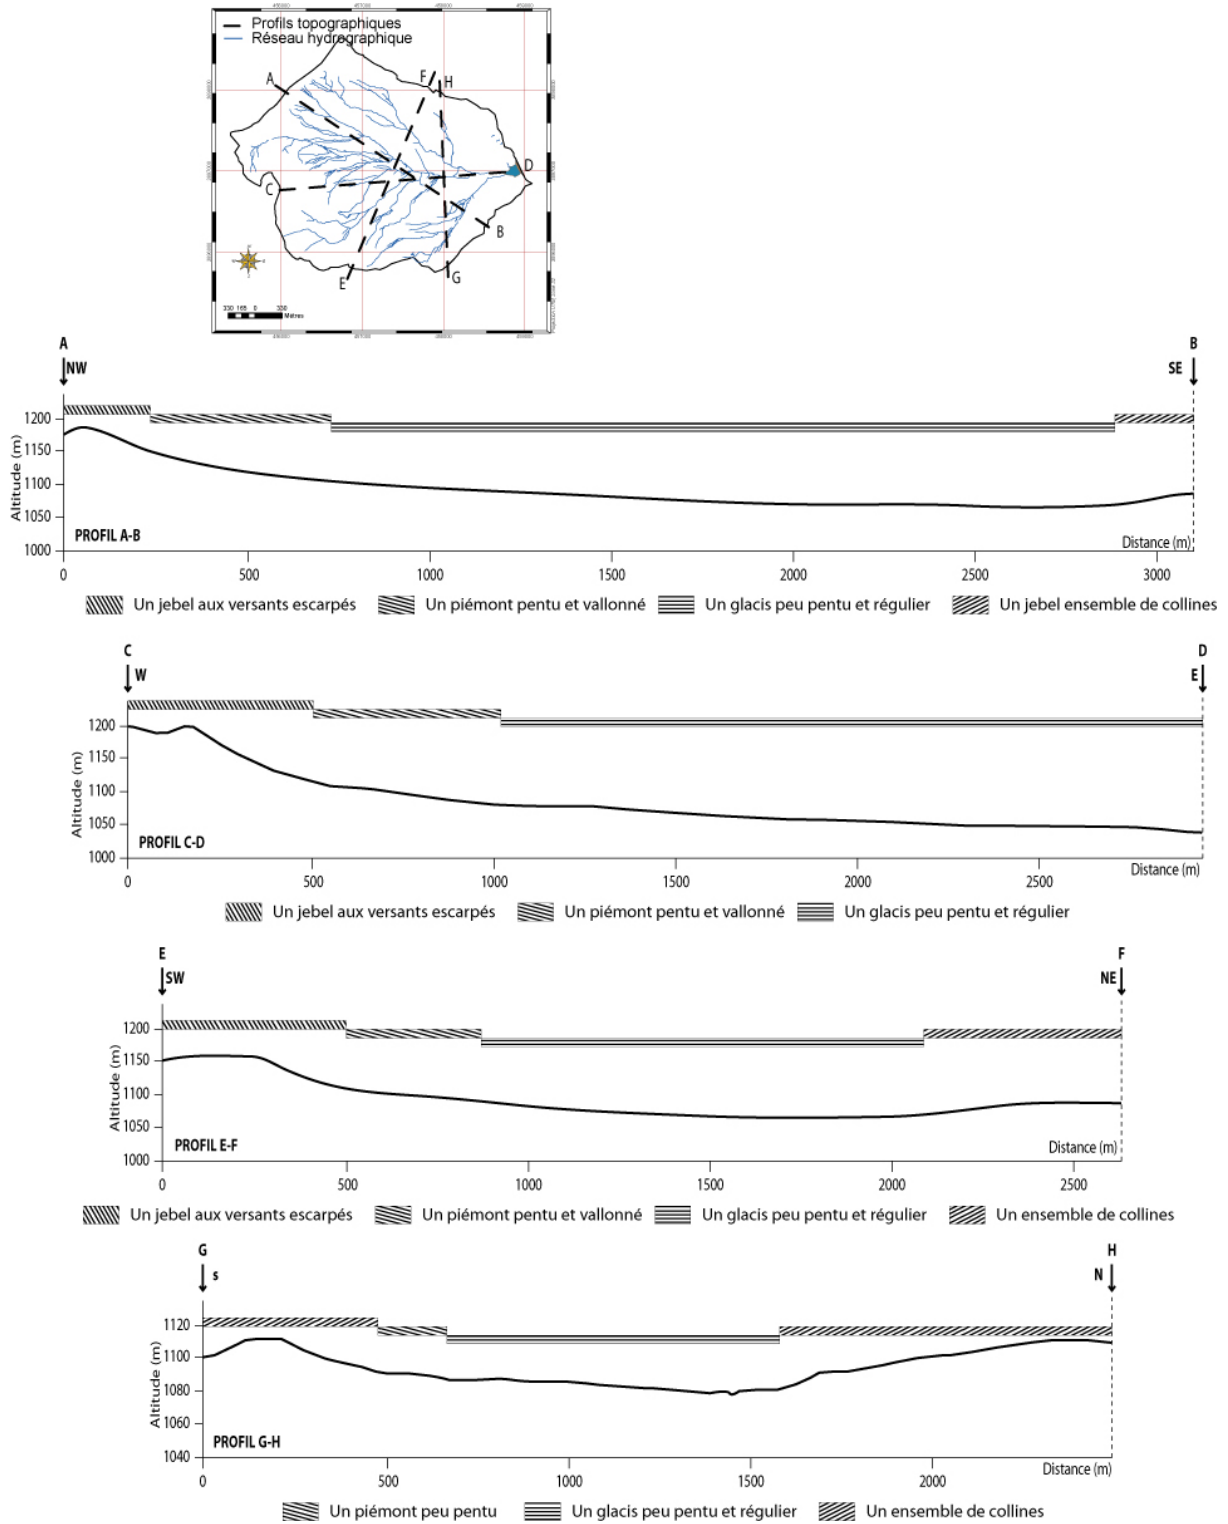 Profils topographiques
Réseau hydrographique
A
F
H
D
C
B
E
G
330 165 0 330
Mètres
A
B
NW
SE
1200
1150
1100
1050
1000
Altitude (m)
PROFIL A-B
Distance (m)
0 500 1000 1500 2000 2500 3000
Un jebel aux versants escarpés Un piémont pentu et vallonné Un glacis peu pentu et régulier Un jebel ensemble de collines
C
D
W
E
1200
1150
1100
1050
1000
Altitude (m)
PROFIL C-D
Distance (m)
0 500 1000 1500 2000 2500
Un jebel aux versants escarpés Un piémont pentu et vallonné Un glacis peu pentu et régulier
E
F
SW
NE
1200
1150
1100
1050
1000
Altitude (m)
PROFIL E-F
Distance (m)
0 500 1000 1500 2000 2500
Un jebel aux versants escarpés Un piémont pentu et vallonné Un glacis peu pentu et régulier Un ensemble de collines
G
H
s
N
1120
1100
1080
1060
1040
Altitude (m)
PROFIL G-H
Distance (m)
0 500 1000 1500 2000
Un piémont peu pentu Un glacis peu pentu et régulier Un ensemble de collines